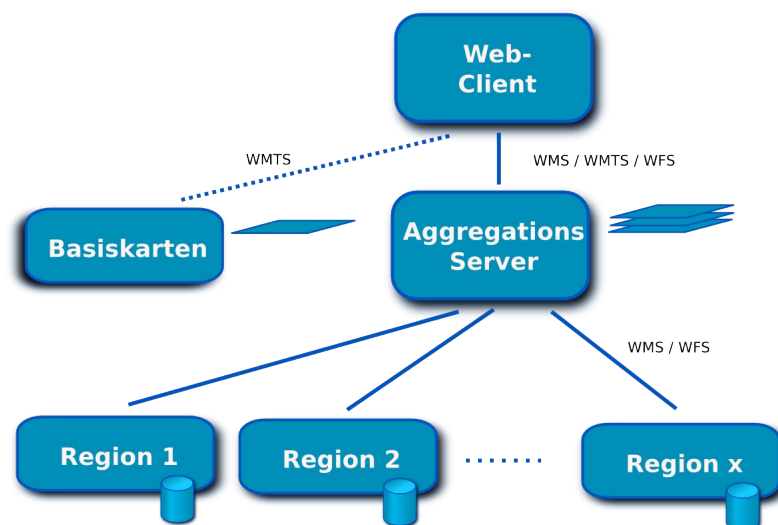 Web-
Client
WMTS
WMS / WMTS / WFS
Basiskarten
Aggregations
Server
WMS / WFS
Region 1
Region 2
Region x